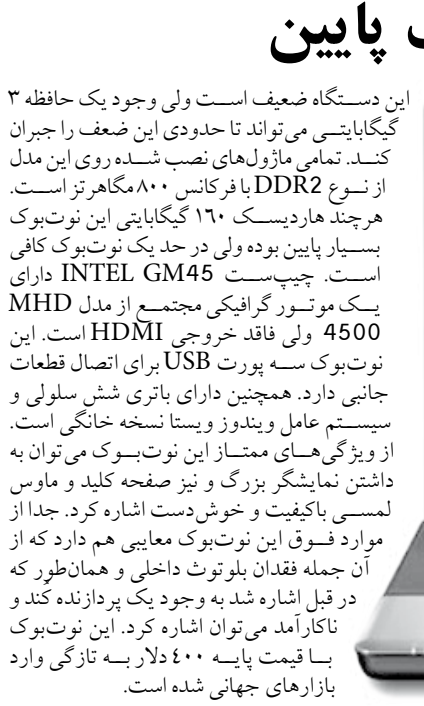 پایین
این دستگاه ضعیف است ولی وجود یک حافظه ۳
گیگابایتی می‌تواند تا حدودی این ضعف را جبران
کند. تمامی ماژول‌های نصب شده روی این مدل
از نوع DDR2 با فرکانس ۸۰۰ مگاهرتز است.
هرچند هاردیسک ۱۶۰ گیگابایتی این نوت‌بوک
بسیار پایین بوده ولی در حد یک نوت‌بوک کافی
است. چیپست INTEL GM45 دارای
یک موتور گرافیکی مجتمع از مدل MHD
4500 ولی فاقد خروجی HDMI است. این
نوت‌بوک سه پورت USB برای اتصال قطعات
جانبی دارد. همچنین دارای باتری شش سلولی و
سیستم عامل ویندوز ویستا نسخه خانگی است.
از ویژگی‌های ممتاز این نوت‌بوک می‌توان به
داشتن نمایشگر بزرگ و نیز صفحه کلید و ماوس
لمسی باکیفیت و خوش‌دست اشاره کرد. جدا از
موارد فوق این نوت‌بوک معایبی هم دارد که از
آن جمله فقدان بلوتوث داخلی و همان‌طور که
در قبل اشاره شد به وجود یک پردازنده کُند و
ناکارآمد می‌توان اشاره کرد. این نوت‌بوک
با قیمت پایه ۴۰۰ دلار به تازگی وارد
بازارهای جهانی شده است.